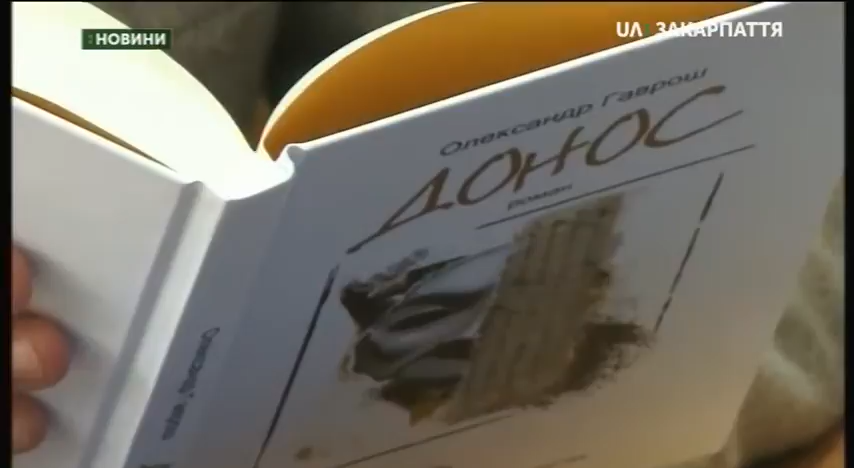 :НОВИНИ
UA: ЗАКАРПАТТЯ
Олександр Гаврош
ДОНОС
роман